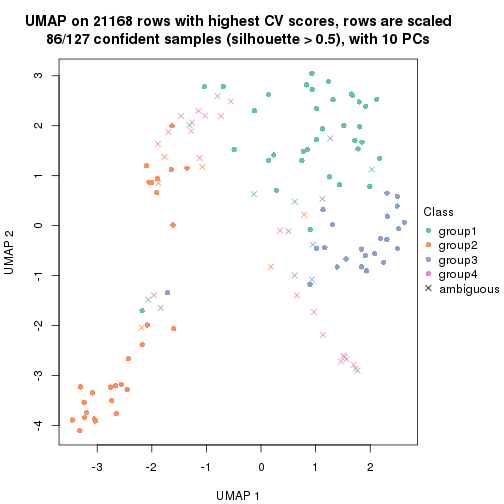 UMAP on 21168 rows with highest CV scores, rows are scaled
86/127 confident samples (silhouette > 0.5), with 10 PCs
3
2
1
0
-1
-2
-3
-4
UMAP 2
-3
-2
-1
0
1
2
UMAP 1
Class
group1
group2
group3
group4
ambiguous